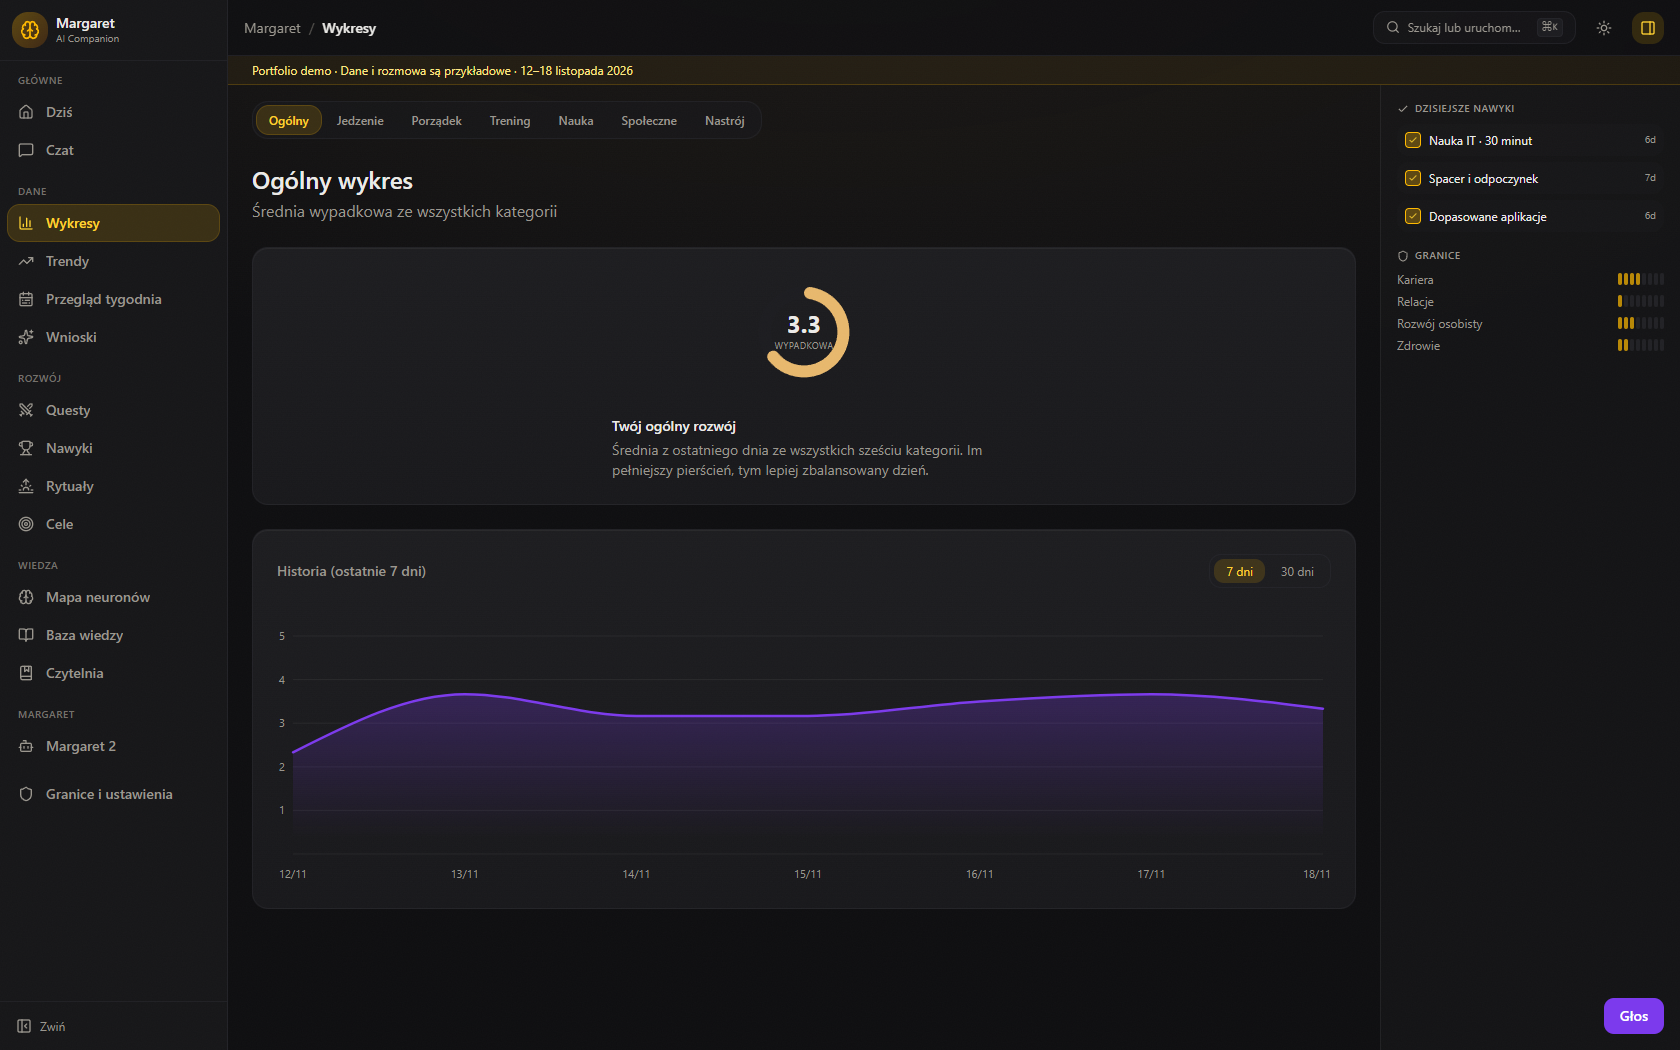 Margaret
AI Companion
GŁÓWNE
Dziś
Czat
DANE
Wykresy
Trendy
Przegląd tygodnia
Wnioski
ROZWÓJ
Questy
Nawyki
Rytuały
Cele
WIEDZA
Mapa neuronów
Baza wiedzy
Czytelnia
MARGARET
Margaret 2
Granice i ustawienia
Zwiń
Margaret / Wykresy
Szukaj lub uruchom... ⌘K
Portfolio demo · Dane i rozmowa są przykładowe · 12–18 listopada 2026
Ogólny Jedzenie Porządek Trening Nauka Społeczne Nastrój
Ogólny wykres
Średnia wypadkowa ze wszystkich kategorii
3.3
WYPADKOWA
Twój ogólny rozwój
Średnia z ostatniego dnia ze wszystkich sześciu kategorii. Im
pełniejszy pierścień, tym lepiej zbalansowany dzień.
Historia (ostatnie 7 dni)
7 dni 30 dni
5
4
3
2
1
12/11 13/11 14/11 15/11 16/11 17/11 18/11
DZISIEJSZE NAWYKI
Nauka IT · 30 minut 6d
Spacer i odpoczynek 7d
Dopasowane aplikacje 6d
GRANICE
Kariera
Relacje
Rozwój osobisty
Zdrowie
Głos